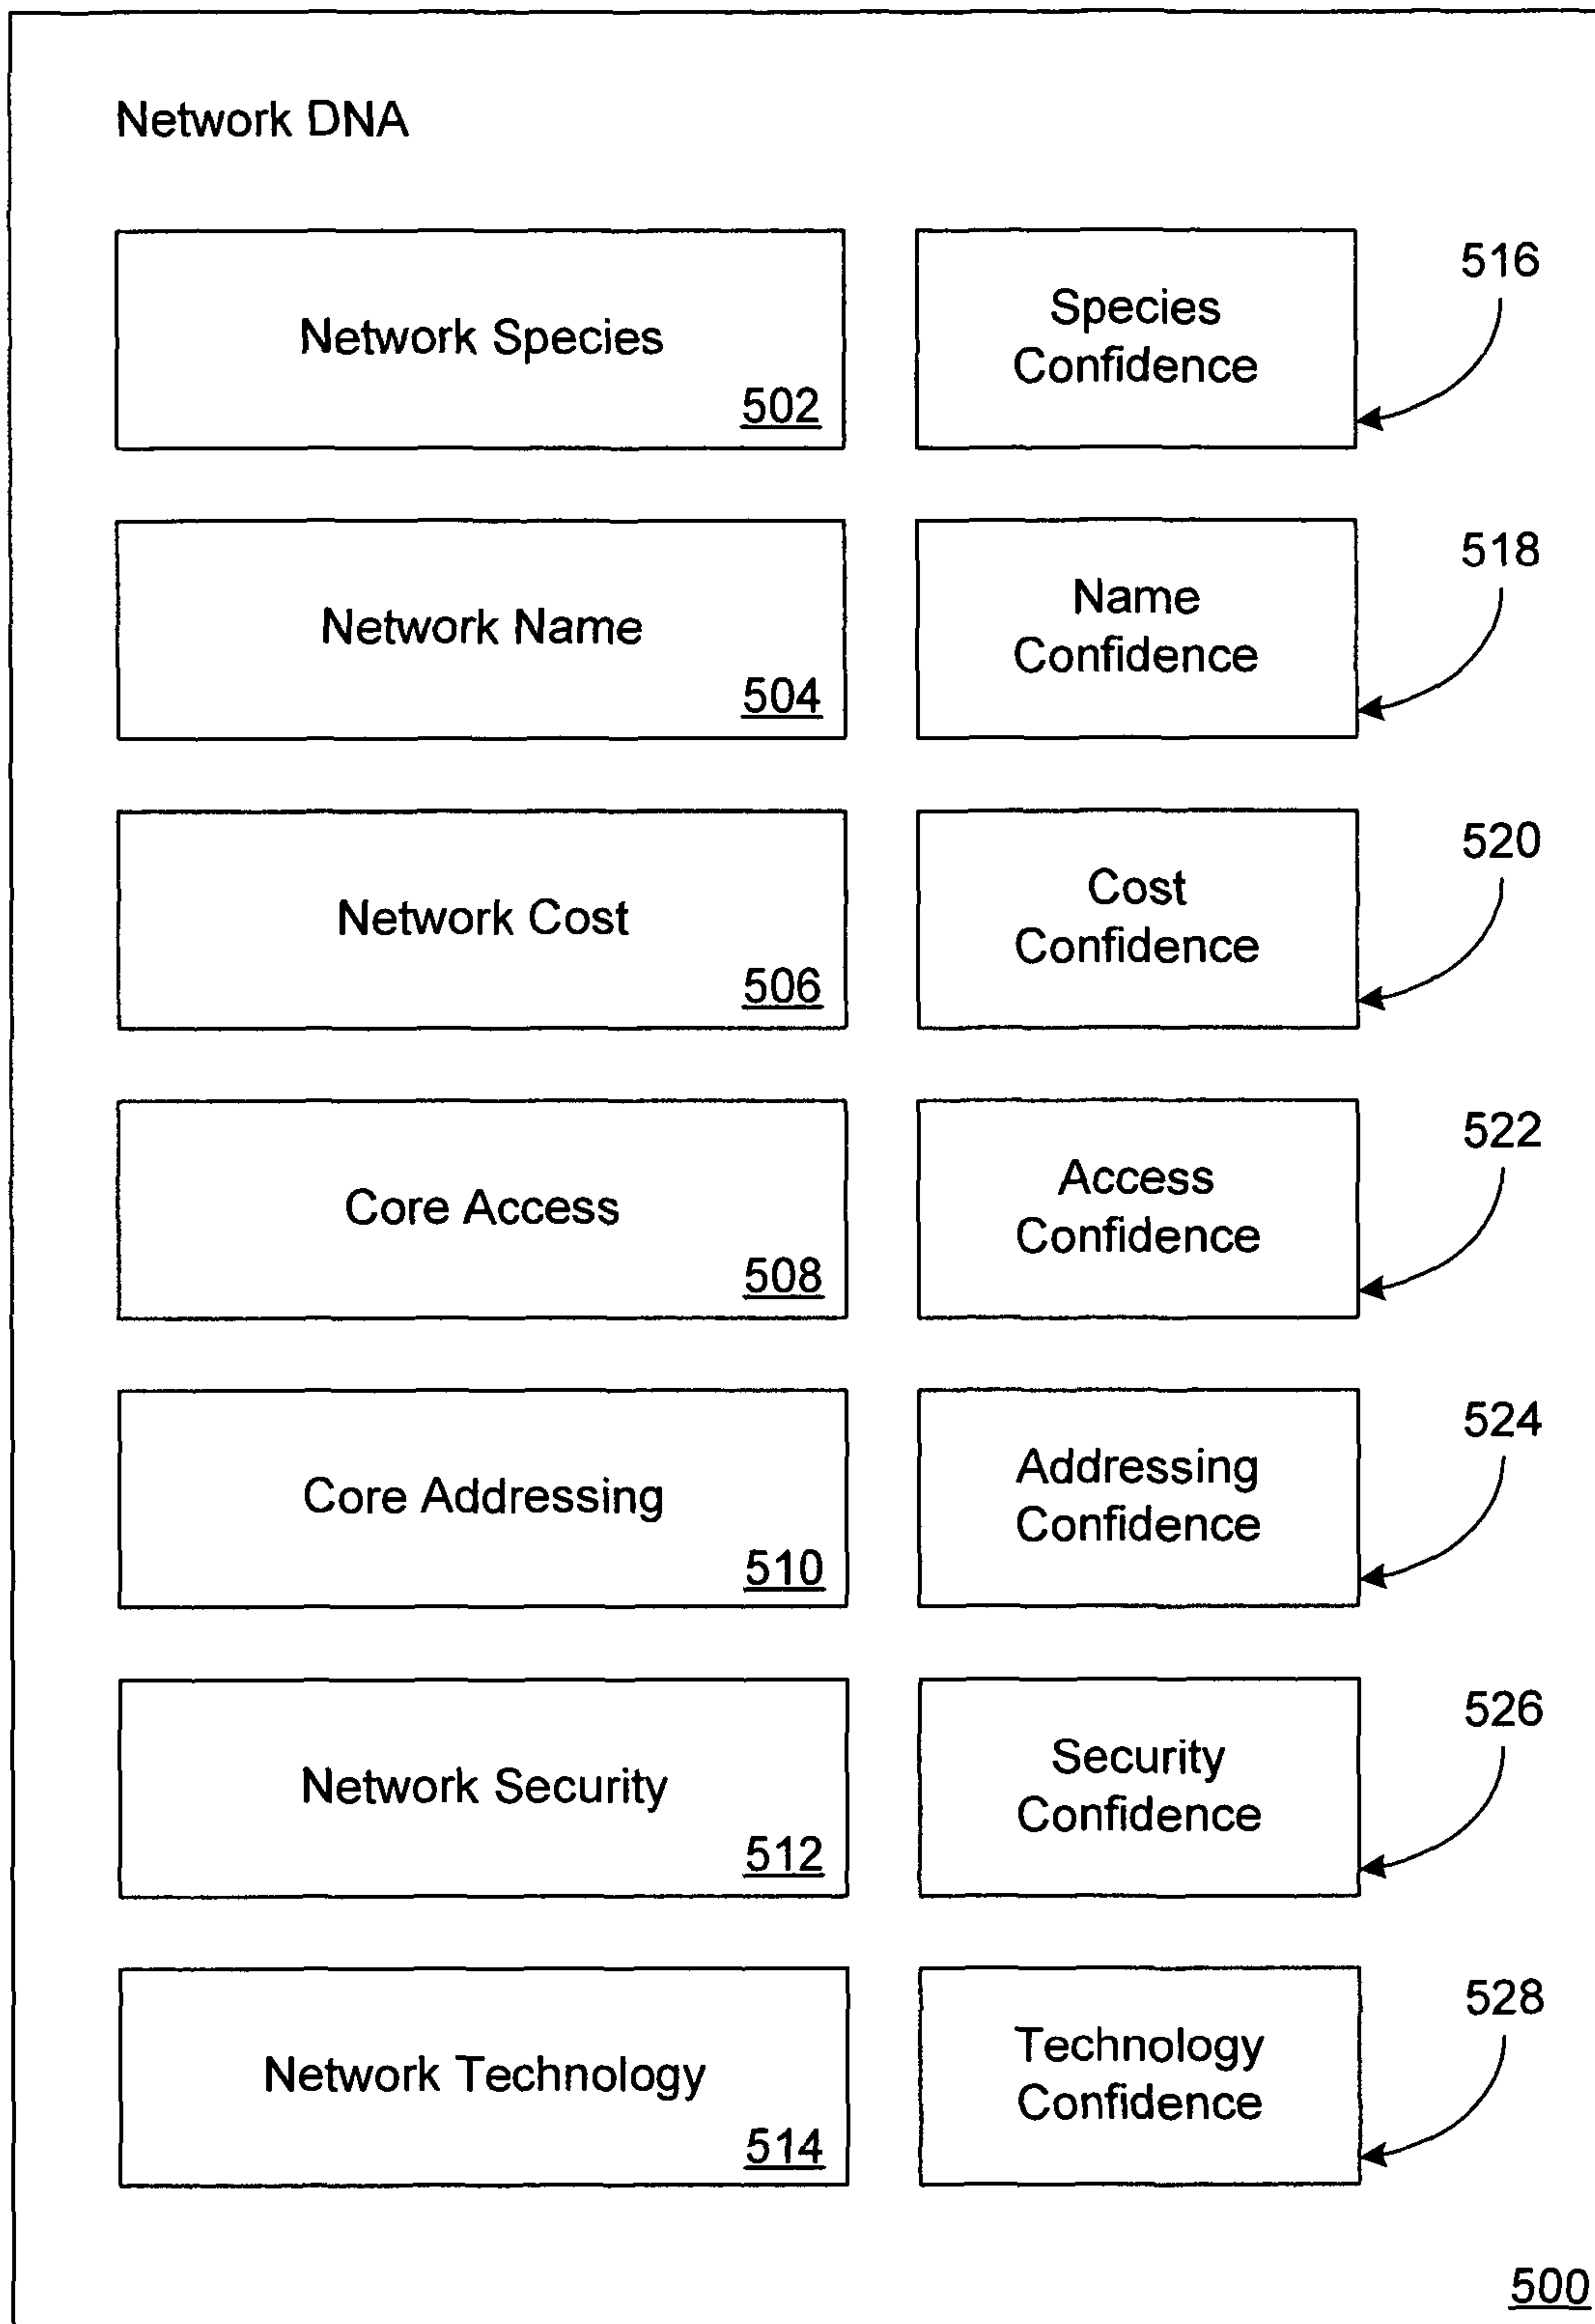 Network DNA
Network Species
502
Species
Confidence
516
Network Name
504
Name
Confidence
518
Network Cost
506
Cost
Confidence
520
Core Access
508
Access
Confidence
522
Core Addressing
510
Addressing
Confidence
524
Network Security
512
Security
Confidence
526
Network Technology
514
Technology
Confidence
528
500